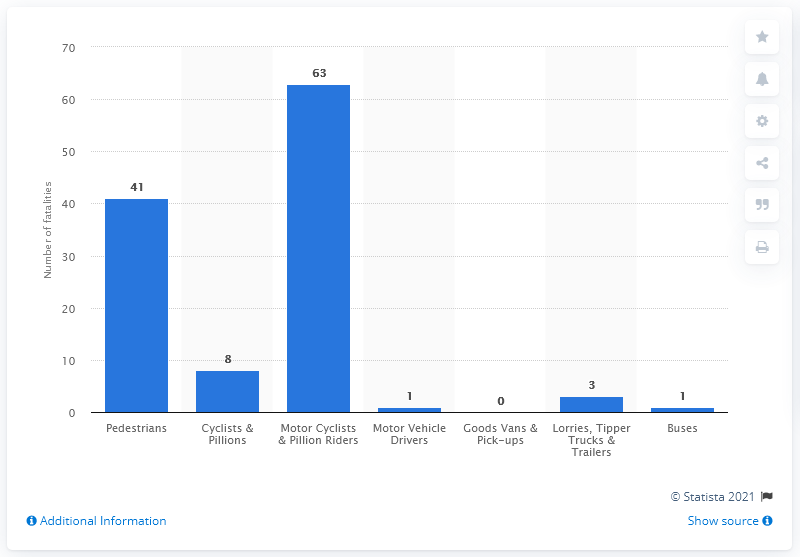 70
60
50
40
30
20
10
0
Number of fatalities
41
8
63
1
0
3
1
Pedestrians
Cyclists &
Pillions
Motor Cyclists
& Pillion Riders
Motor Vehicle
Drivers
Goods Vans &
Pick-ups
Lorries, Tipper
Trucks &
Trailers
Buses
© Statista 2021
Additional Information
Show source